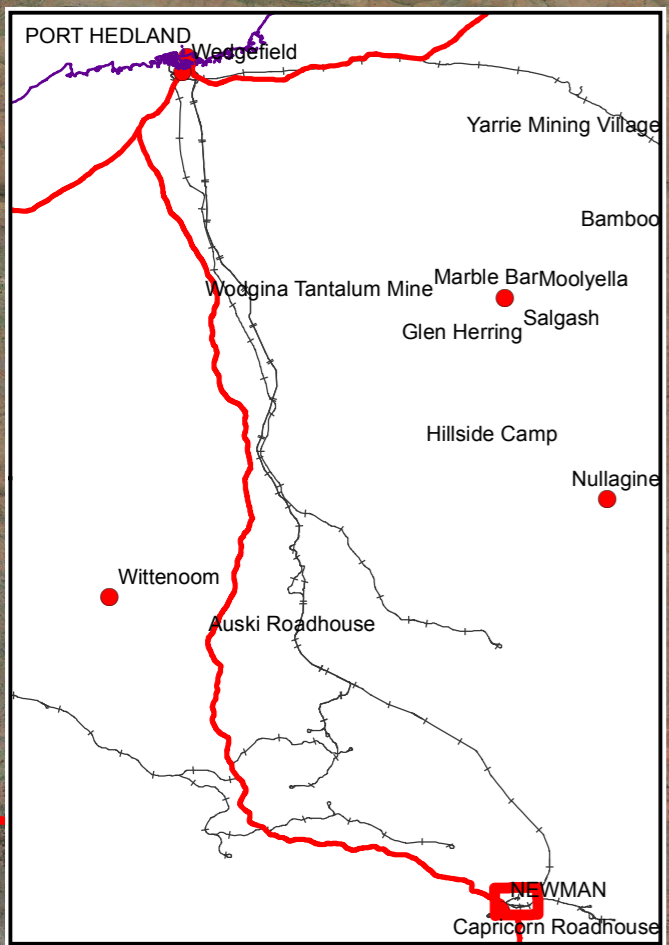 PORT HEDLAND
Wedgefield
Yarrie Mining Village
Bamboo
Marble Bar
Moolyella
Wodgina Tantalum Mine
Salgash
Glen Herring
Hillside Camp
Nullagine
Wittenoom
Auski Roadhouse
NEWMAN
Capricorn Roadhouse